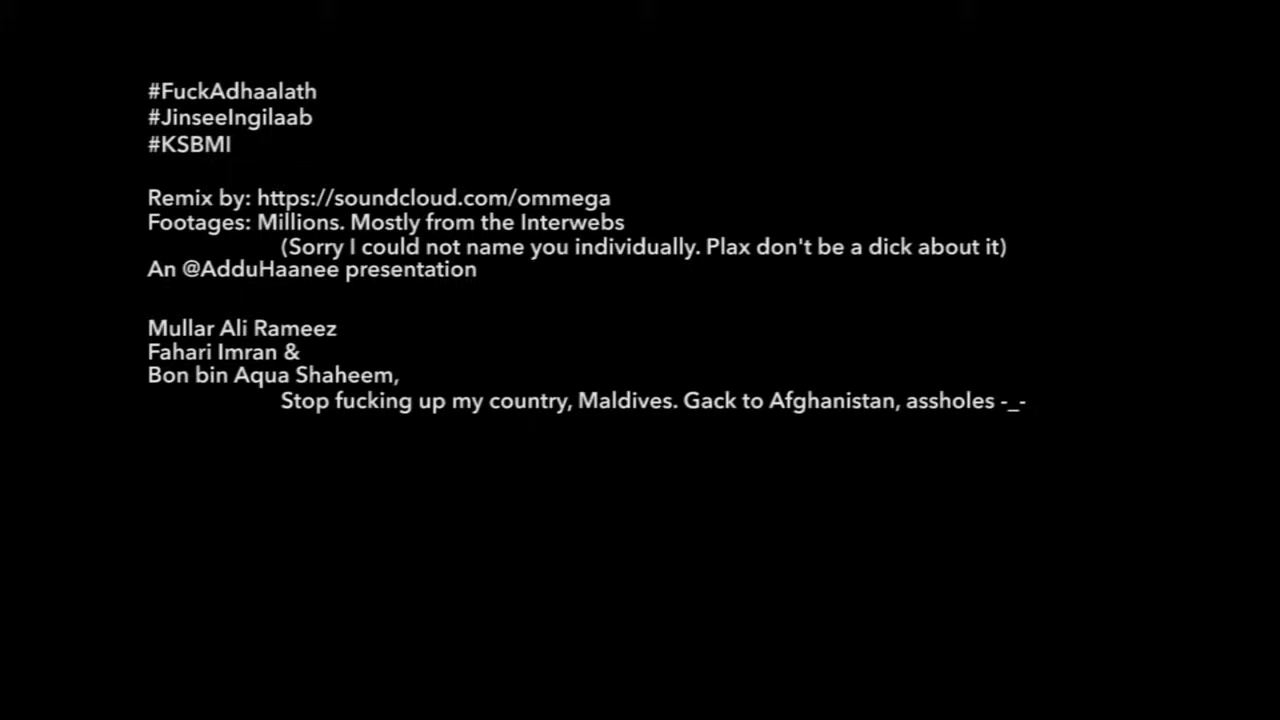 #FuckAdhaalath
#JinseeIngilaab
#KSBMI
Remix by: https://soundcloud.com/ommega
Footages: Millions. Mostly from the Interwebs
(Sorry I could not name you individually. Plax don't be a dick about it)
An @AdduHaanee presentation
Mullar Ali Rameez
Fahari Imran &
Bon bin Aqua Shaheem,
Stop fucking up my country, Maldives. Gack to Afghanistan, assholes -_-